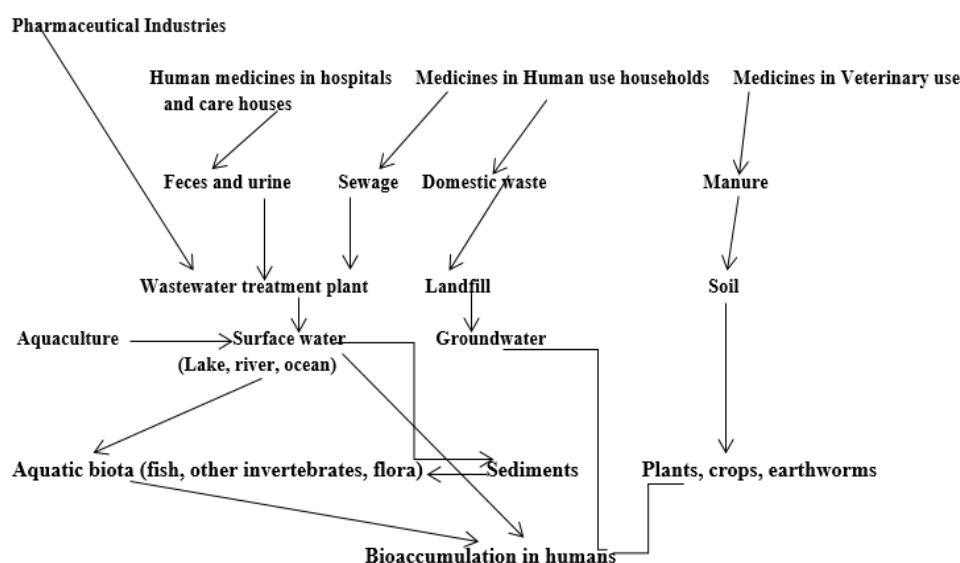 Pharmaceutical Industries
Human medicines in hospitals
and care houses
Medicines in Human use households
Medicines in Veterinary use
Feces and urine
Sewage
Domestic waste
Manure
Wastewater treatment plant
Landfill
Soil
Aquaculture
Surface water
(Lake, river, ocean)
Groundwater
Aquatic biota (fish, other invertebrates, flora)
Sediments
Plants, crops, earthworms
Bioaccumulation in humans